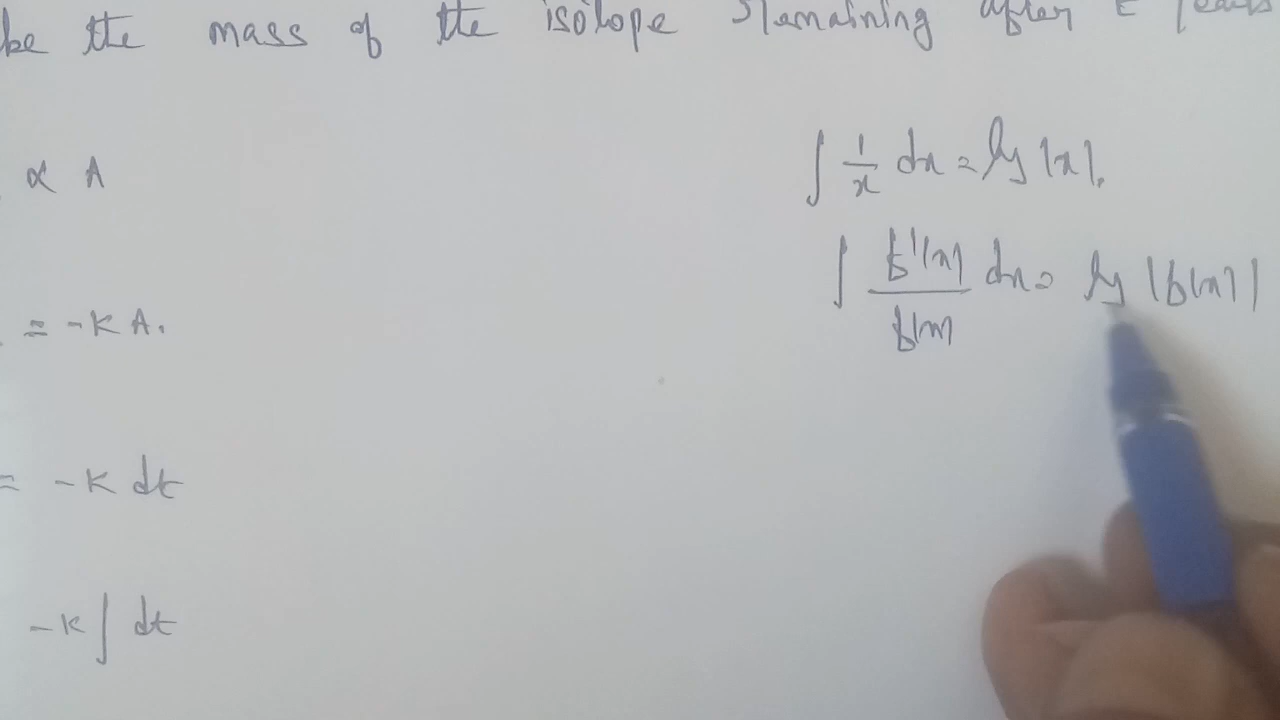 be the mass of the isotope remaining after t years
∝ A
∫ 1/x dx = log |x|.
= -K A.
∫ f'(x)/f(x) dx = log |f(x)|
= -K dt
-K ∫ dt